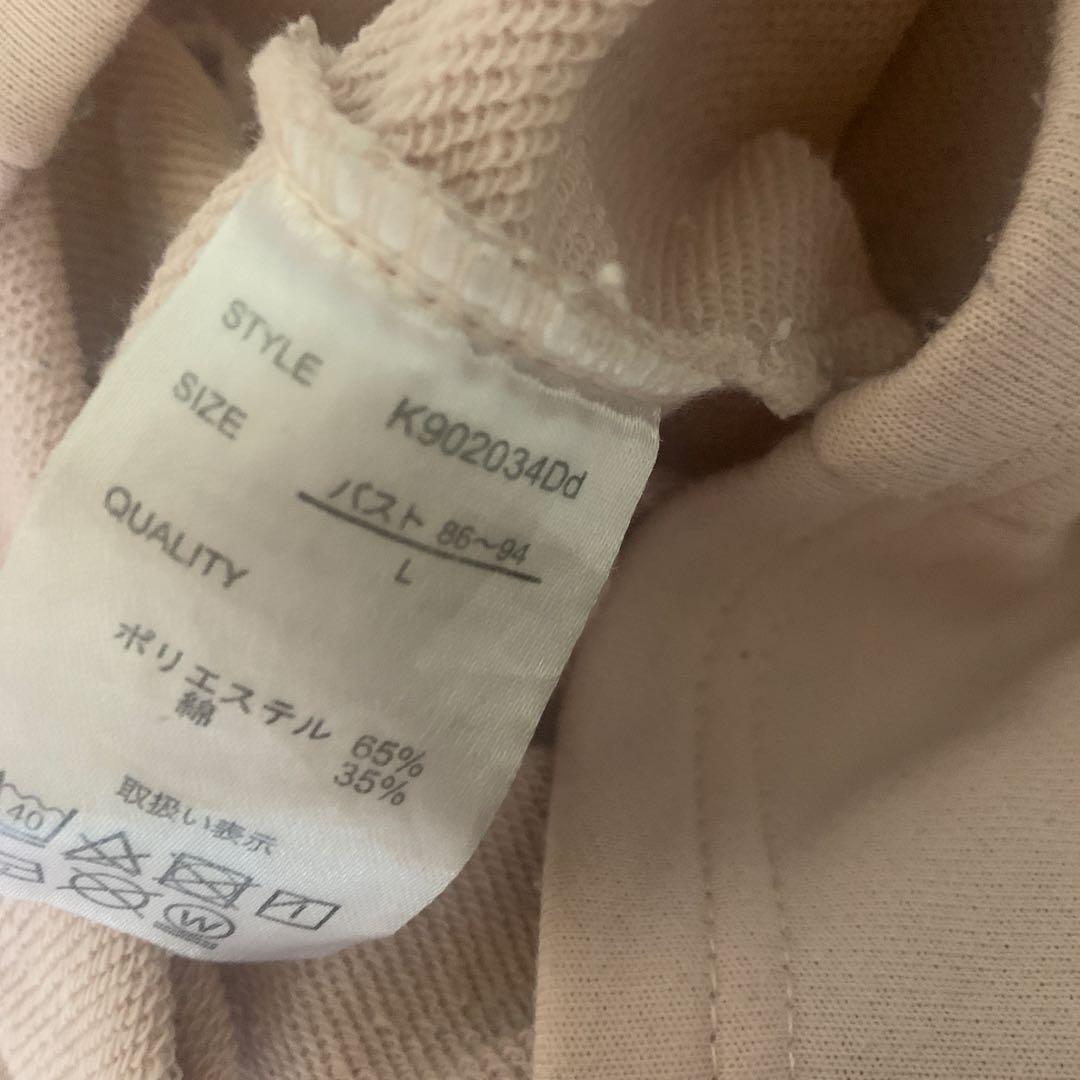 STYLE K902034Dd
SIZE バスト 86～94
L
QUALITY
ポリエステル 65%
綿 35%
取扱い表示
40
W